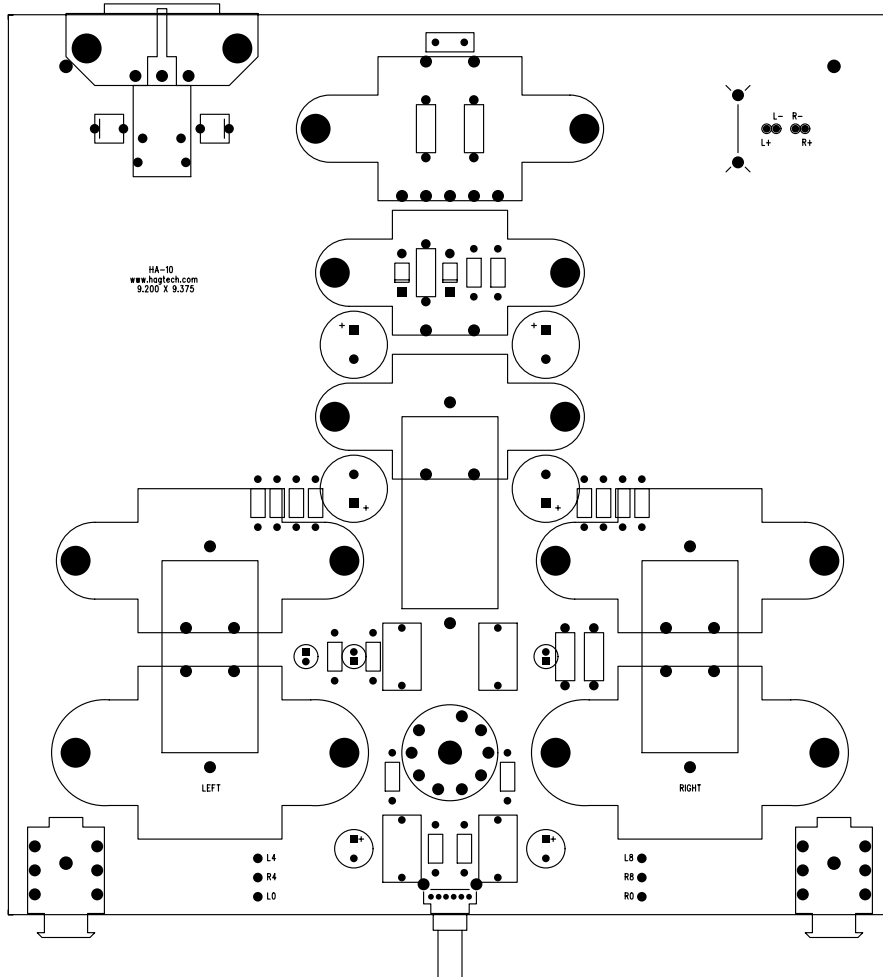 L- R-
L+ R+
HA-10
www.hagtech.com
9.200 X 9.375
+ +
+ +
LEFT RIGHT
+ +
L4 L8
R4 R8
L0 R0